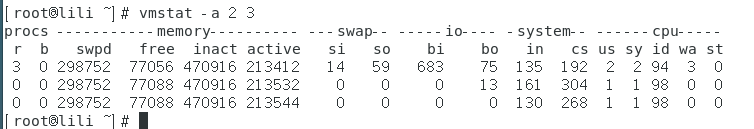 [root@lili ~]# vmstat -a 2 3
procs -----------memory---------- ---swap-- -----io---- --system-- -----cpu-----
 r  b   swpd   free  inact active   si   so    bi    bo   in   cs us sy id wa st
 3  0 298752  77056 470916 213412   14   59   683    75  135  192  2  2 94  3  0
 0  0 298752  77088 470916 213532    0    0     0    13  161  304  1  1 98  0  0
 0  0 298752  77088 470916 213544    0    0     0     0  130  268  1  1 98  0  0
[root@lili ~]#